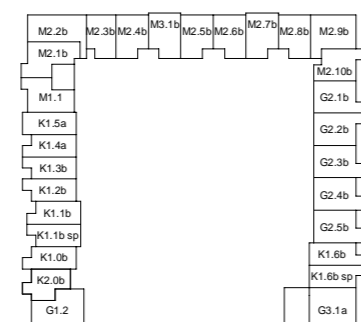 M2.2b
M2.3b
M2.4b
M3.1b
M2.5b
M2.6b
M2.7b
M2.8b
M2.9b
M2.1b
M2.10b
M1.1
G2.1b
K1.5a
G2.2b
K1.4a
K1.3b
G2.3b
K1.2b
G2.4b
K1.1b
G2.5b
K1.1b sp
K1.0b
K1.6b
K2.0b
K1.6b sp
G1.2
G3.1a